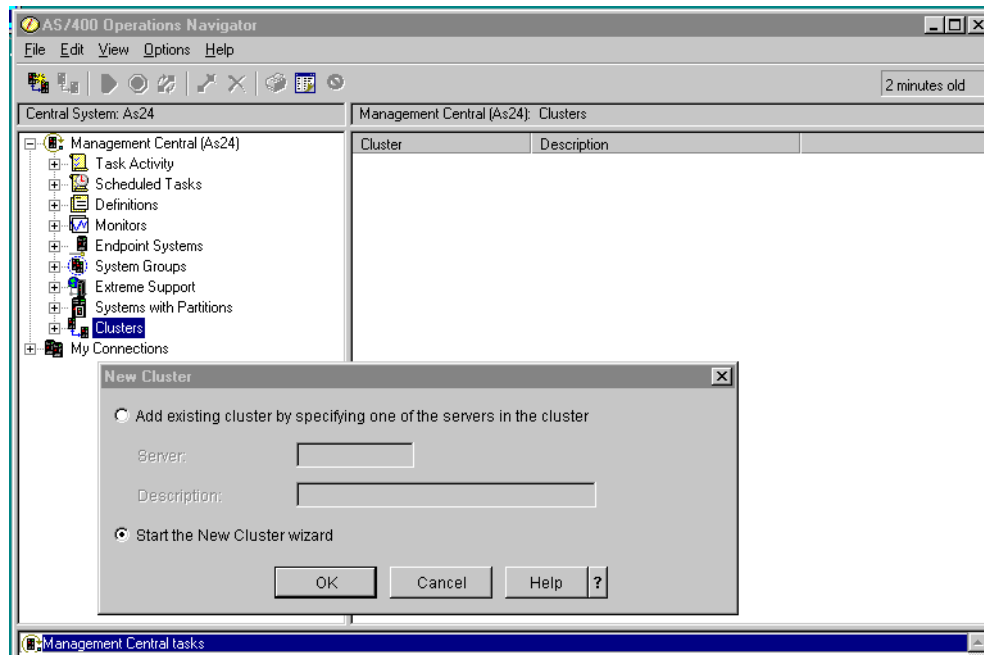 AS/400 Operations Navigator
File Edit View Options Help
2 minutes old
Central System: As24
Management Central (As24): Clusters
Management Central (As24)
Task Activity
Scheduled Tasks
Definitions
Monitors
Endpoint Systems
System Groups
Extreme Support
Systems with Partitions
Clusters
My Connections
Cluster Description
New Cluster
Add existing cluster by specifying one of the servers in the cluster
Server:
Description:
Start the New Cluster wizard
OK Cancel Help ?
Management Central tasks